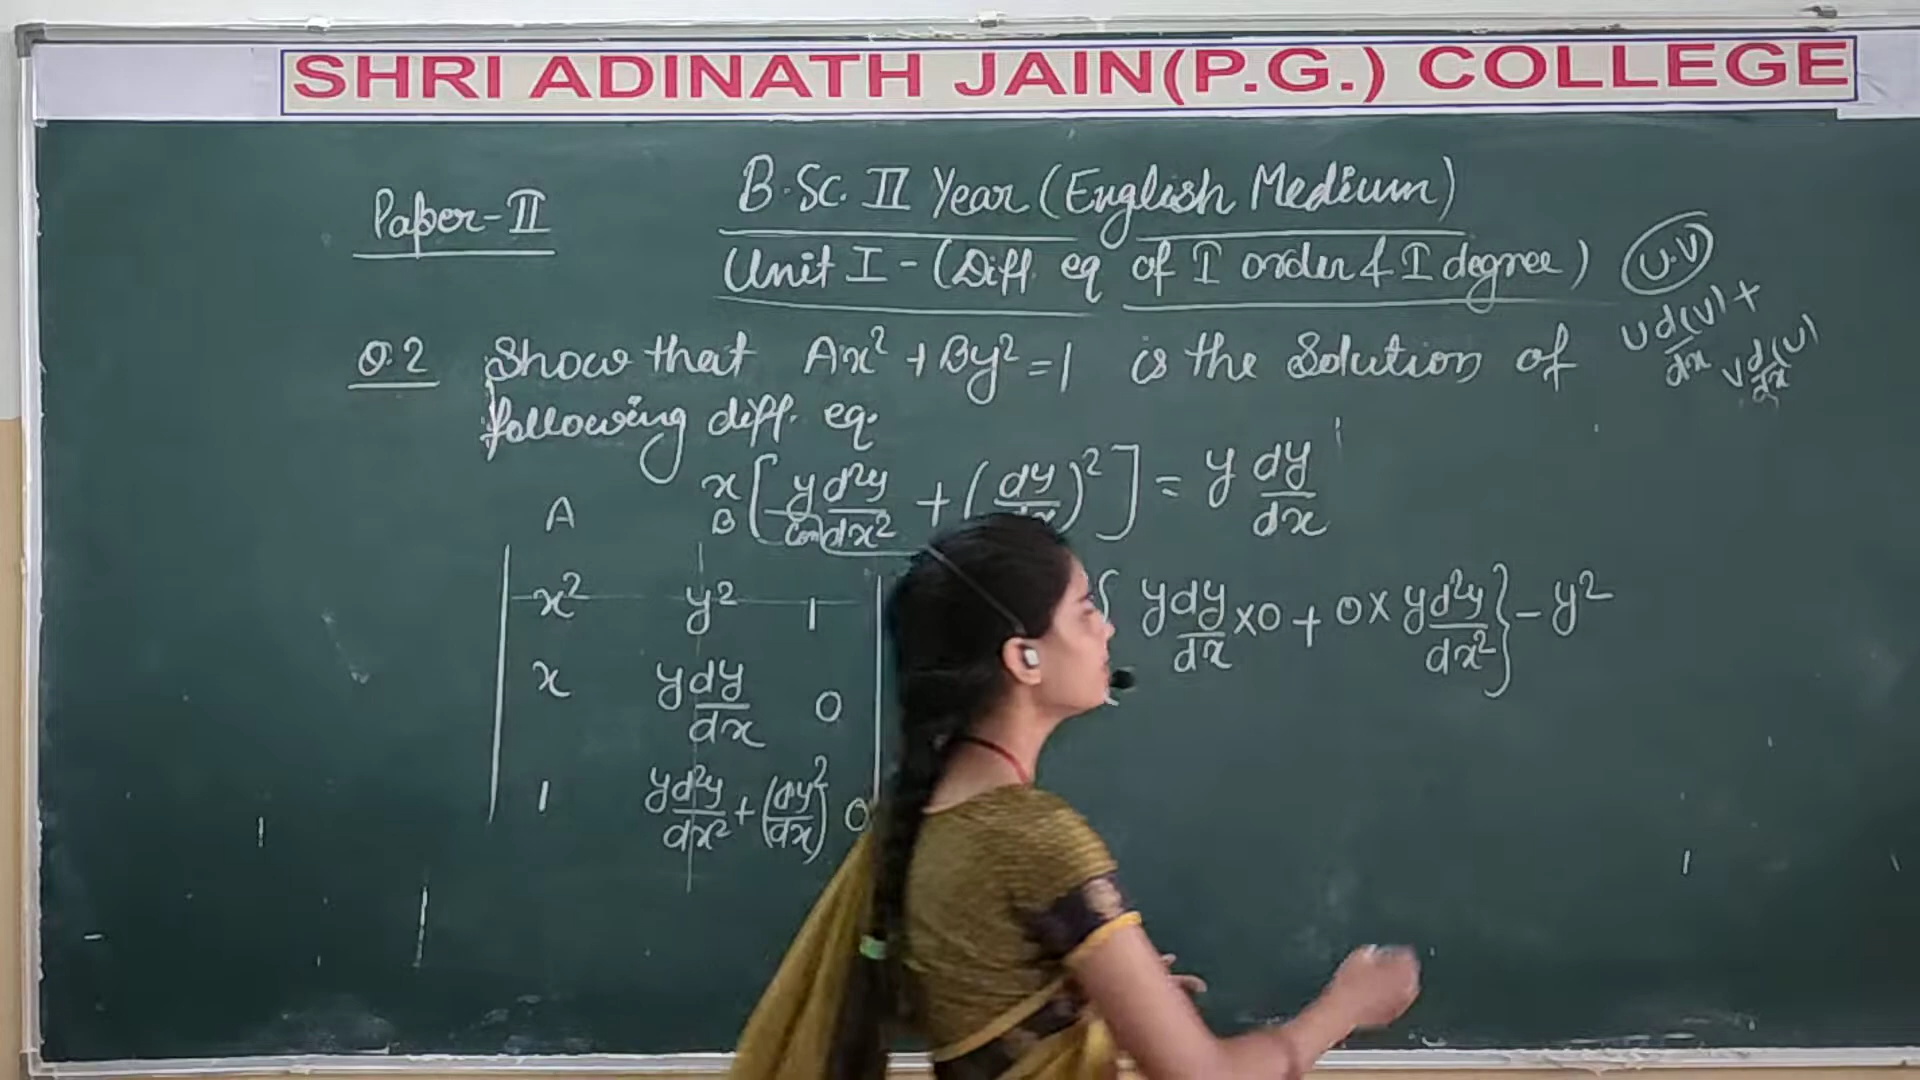 SHRI ADINATH JAIN(P.G.) COLLEGE
Paper-II
B.Sc. II Year (English Medium)
Unit I - (Diff eq of I order & I degree)
U.V
U d(V)/dx + V d(U)/dx
Q.2 Show that Ax² + By² = 1 is the Solution of
following diff. eq.
x[y d²y/dx² + (dy/dx)²] = y dy/dx
A B Con
x² y² 1
x y dy/dx 0
1 y d²y/dx² + (dy/dx)² 0
{ y dy/dx × 0 + 0 × y d²y/dx² } - y²